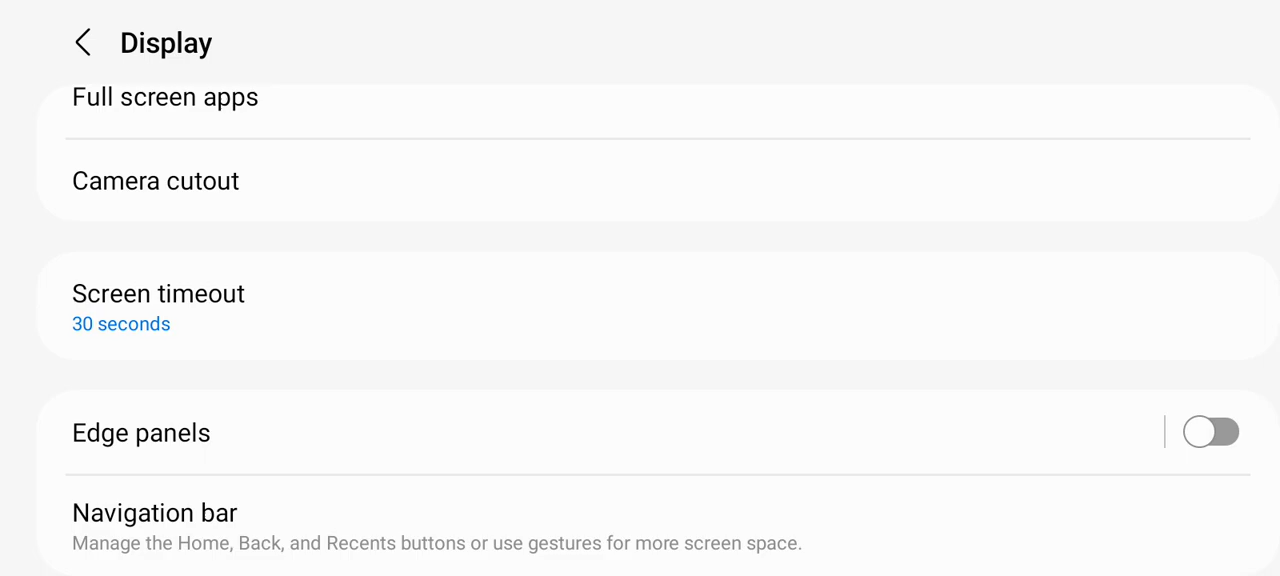 Display
Full screen apps
Camera cutout
Screen timeout
30 seconds
Edge panels
Navigation bar
Manage the Home, Back, and Recents buttons or use gestures for more screen space.